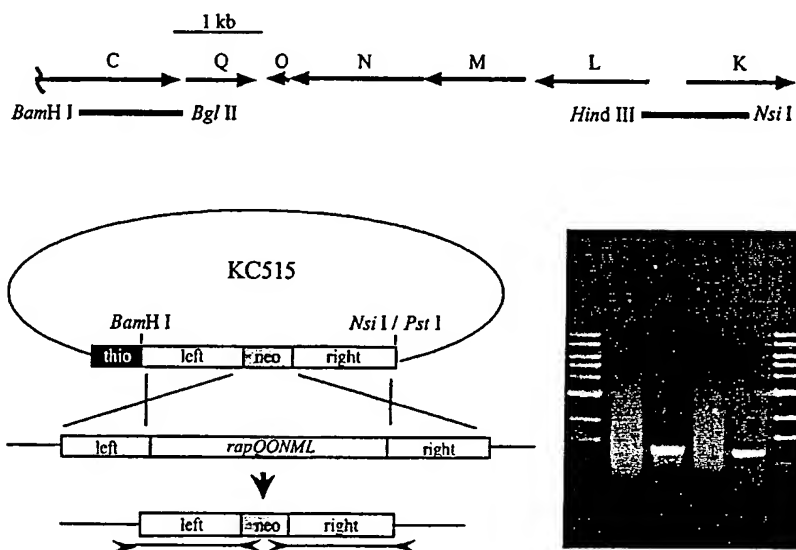 1 kb
C Q O N M L K
BamH I Bgl II Hind III Nsi I
KC515
BamH I Nsi I / Pst I
thio left neo right
left rapQONML right
left neo right